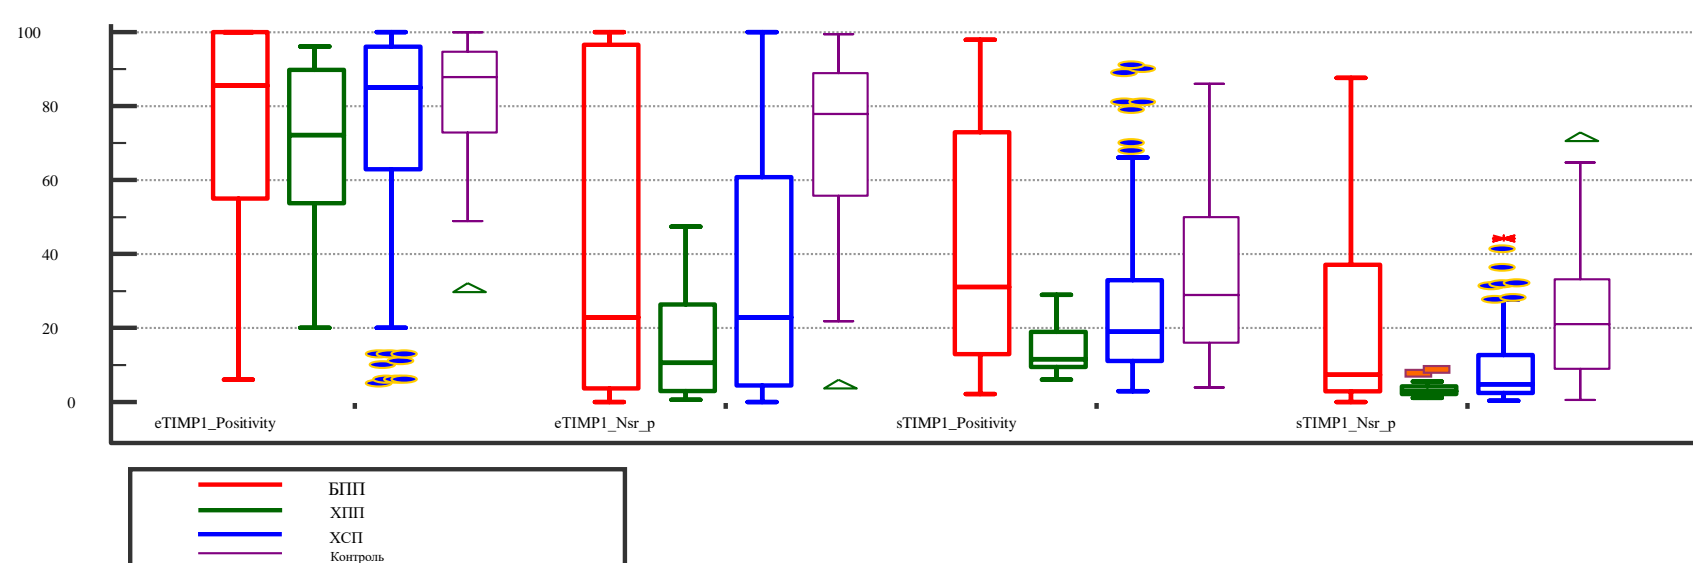 100
80
60
40
20
0
eTIMP1_Positivity eTIMP1_Nsr_p sTIMP1_Positivity sTIMP1_Nsr_p
БПП
ХПП
ХСП
Контроль